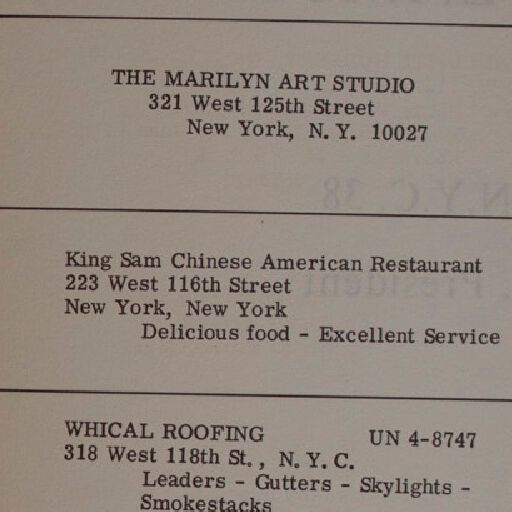 THE MARILYN ART STUDIO
321 West 125th Street
New York, N. Y. 10027
King Sam Chinese American Restaurant
223 West 116th Street
New York, New York
Delicious food - Excellent Service
WHICAL ROOFING UN 4-8747
318 West 118th St., N. Y. C.
Leaders - Gutters - Skylights -
Smokestacks